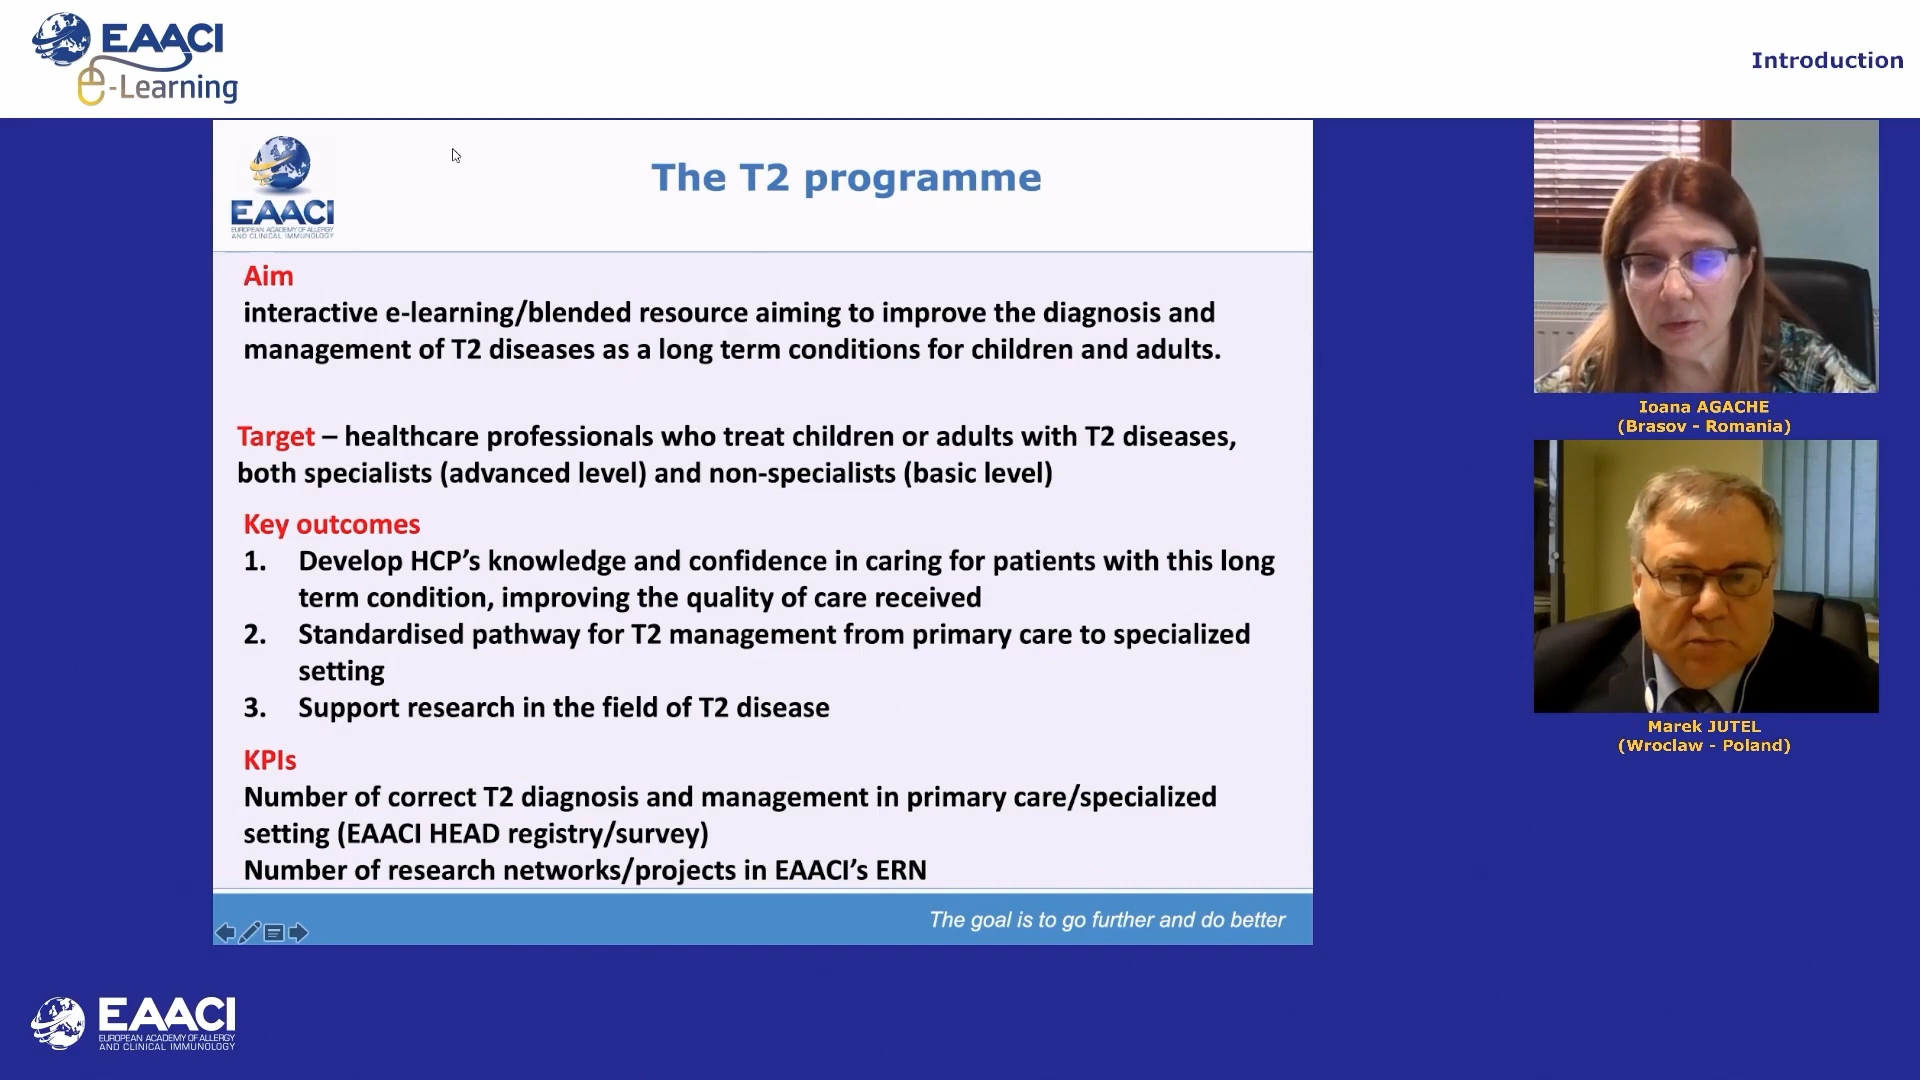 EAACI
e-Learning
Introduction
EAACI
EUROPEAN ACADEMY OF ALLERGY
AND CLINICAL IMMUNOLOGY
The T2 programme
Aim
interactive e-learning/blended resource aiming to improve the diagnosis and
management of T2 diseases as a long term conditions for children and adults.
Target – healthcare professionals who treat children or adults with T2 diseases,
both specialists (advanced level) and non-specialists (basic level)
Key outcomes
1. Develop HCP’s knowledge and confidence in caring for patients with this long
term condition, improving the quality of care received
2. Standardised pathway for T2 management from primary care to specialized
setting
3. Support research in the field of T2 disease
KPIs
Number of correct T2 diagnosis and management in primary care/specialized
setting (EAACI HEAD registry/survey)
Number of research networks/projects in EAACI’s ERN
The goal is to go further and do better
Ioana AGACHE
(Brasov - Romania)
Marek JUTEL
(Wroclaw - Poland)
EAACI
EUROPEAN ACADEMY OF ALLERGY
AND CLINICAL IMMUNOLOGY